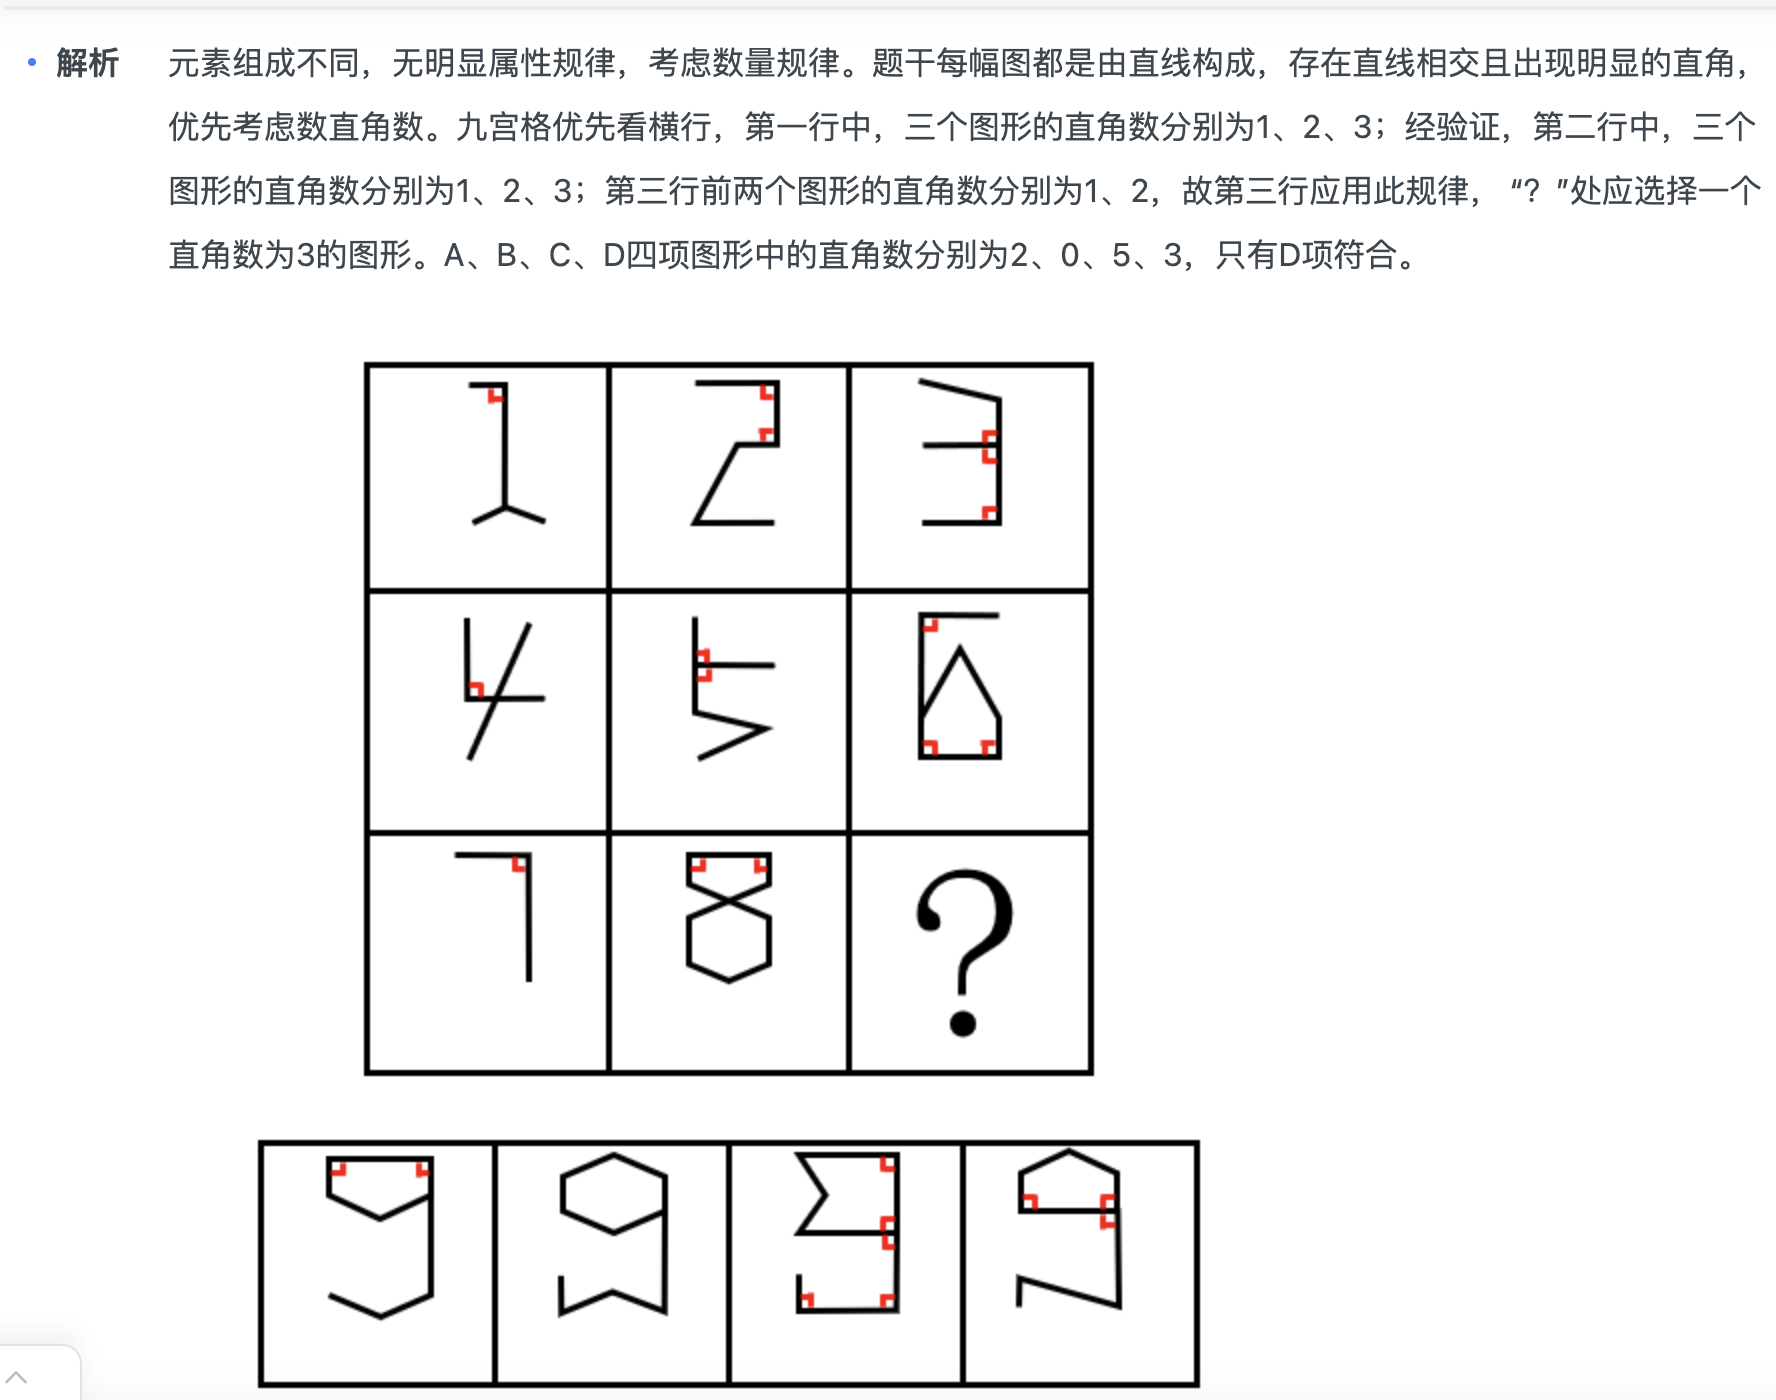 • 解析 元素组成不同，无明显属性规律，考虑数量规律。题干每幅图都是由直线构成，存在直线相交且出现明显的直角，
优先考虑数直角数。九宫格优先看横行，第一行中，三个图形的直角数分别为1、2、3；经验证，第二行中，三个
图形的直角数分别为1、2、3；第三行前两个图形的直角数分别为1、2，故第三行应用此规律，“？”处应选择一个
直角数为3的图形。A、B、C、D四项图形中的直角数分别为2、0、5、3，只有D项符合。
?